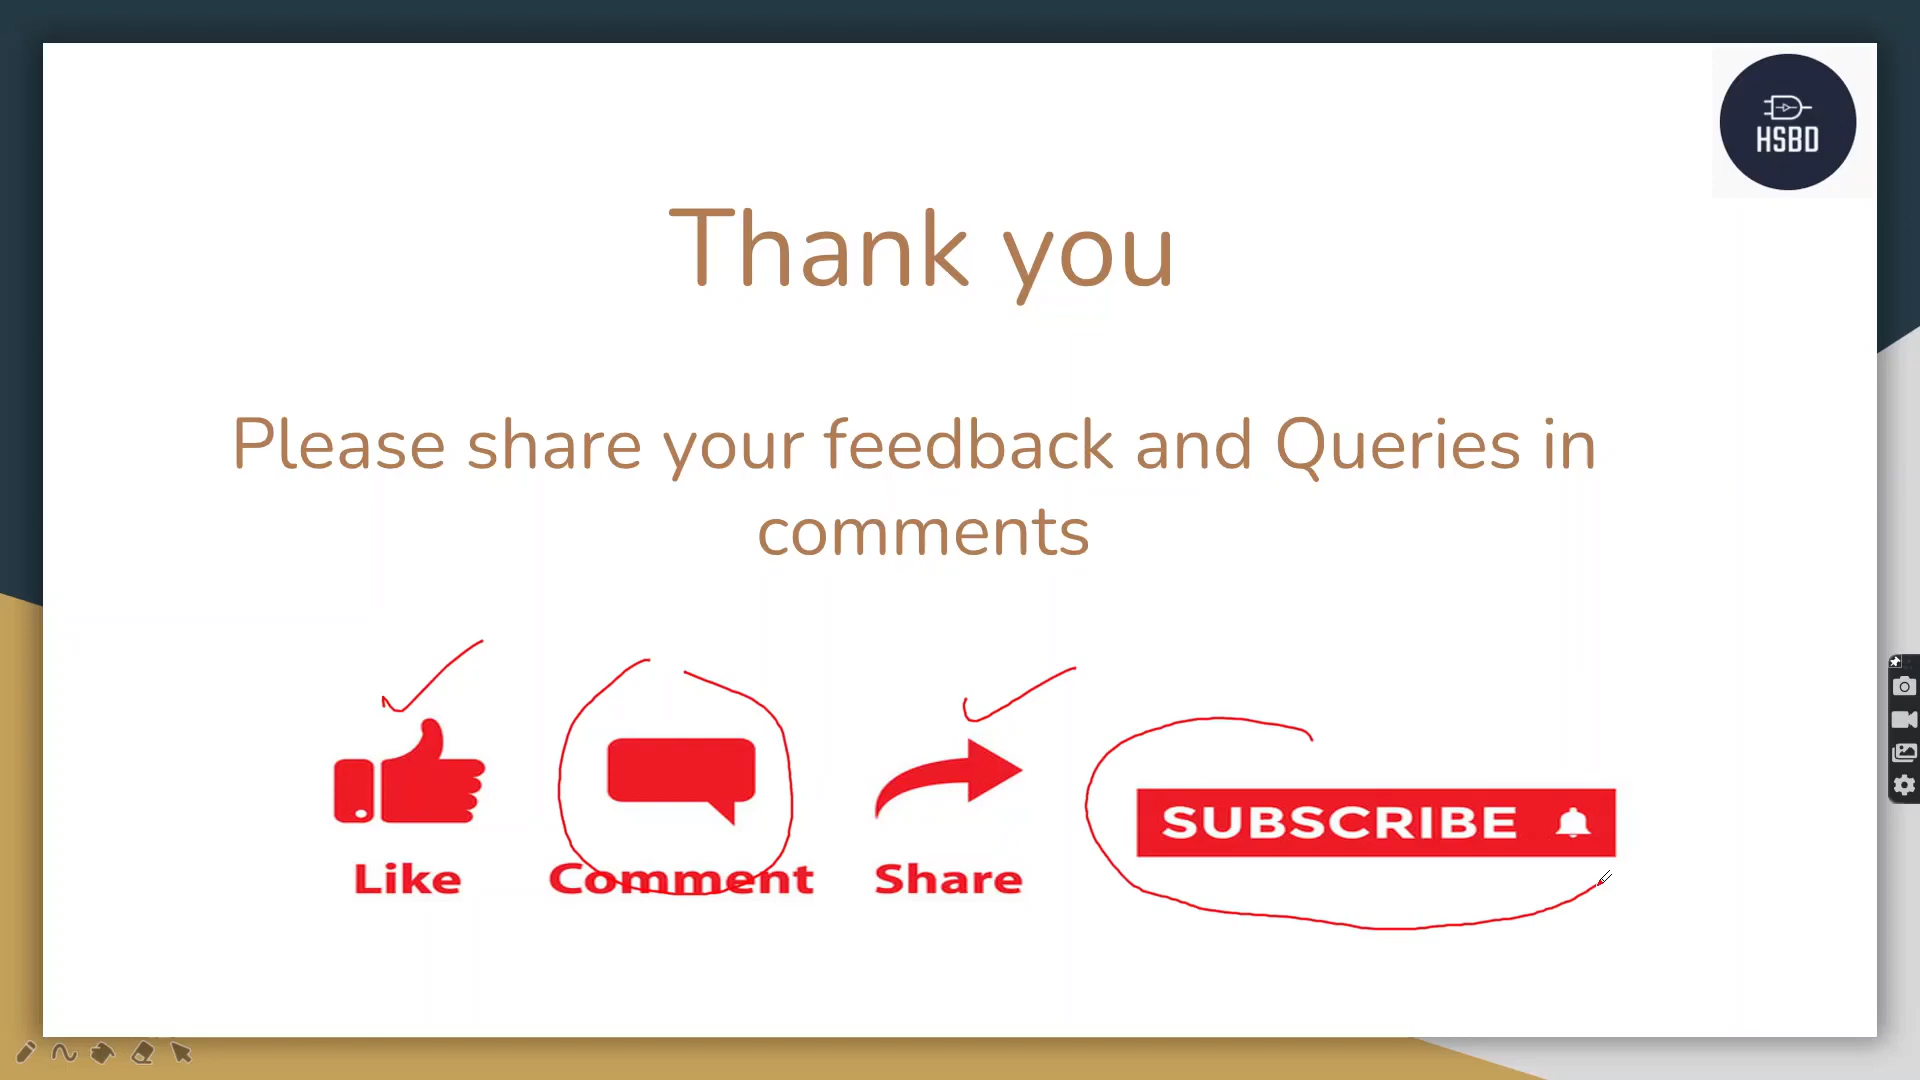 HSBD
Thank you
Please share your feedback and Queries in
comments
Like
Comment
Share
SUBSCRIBE